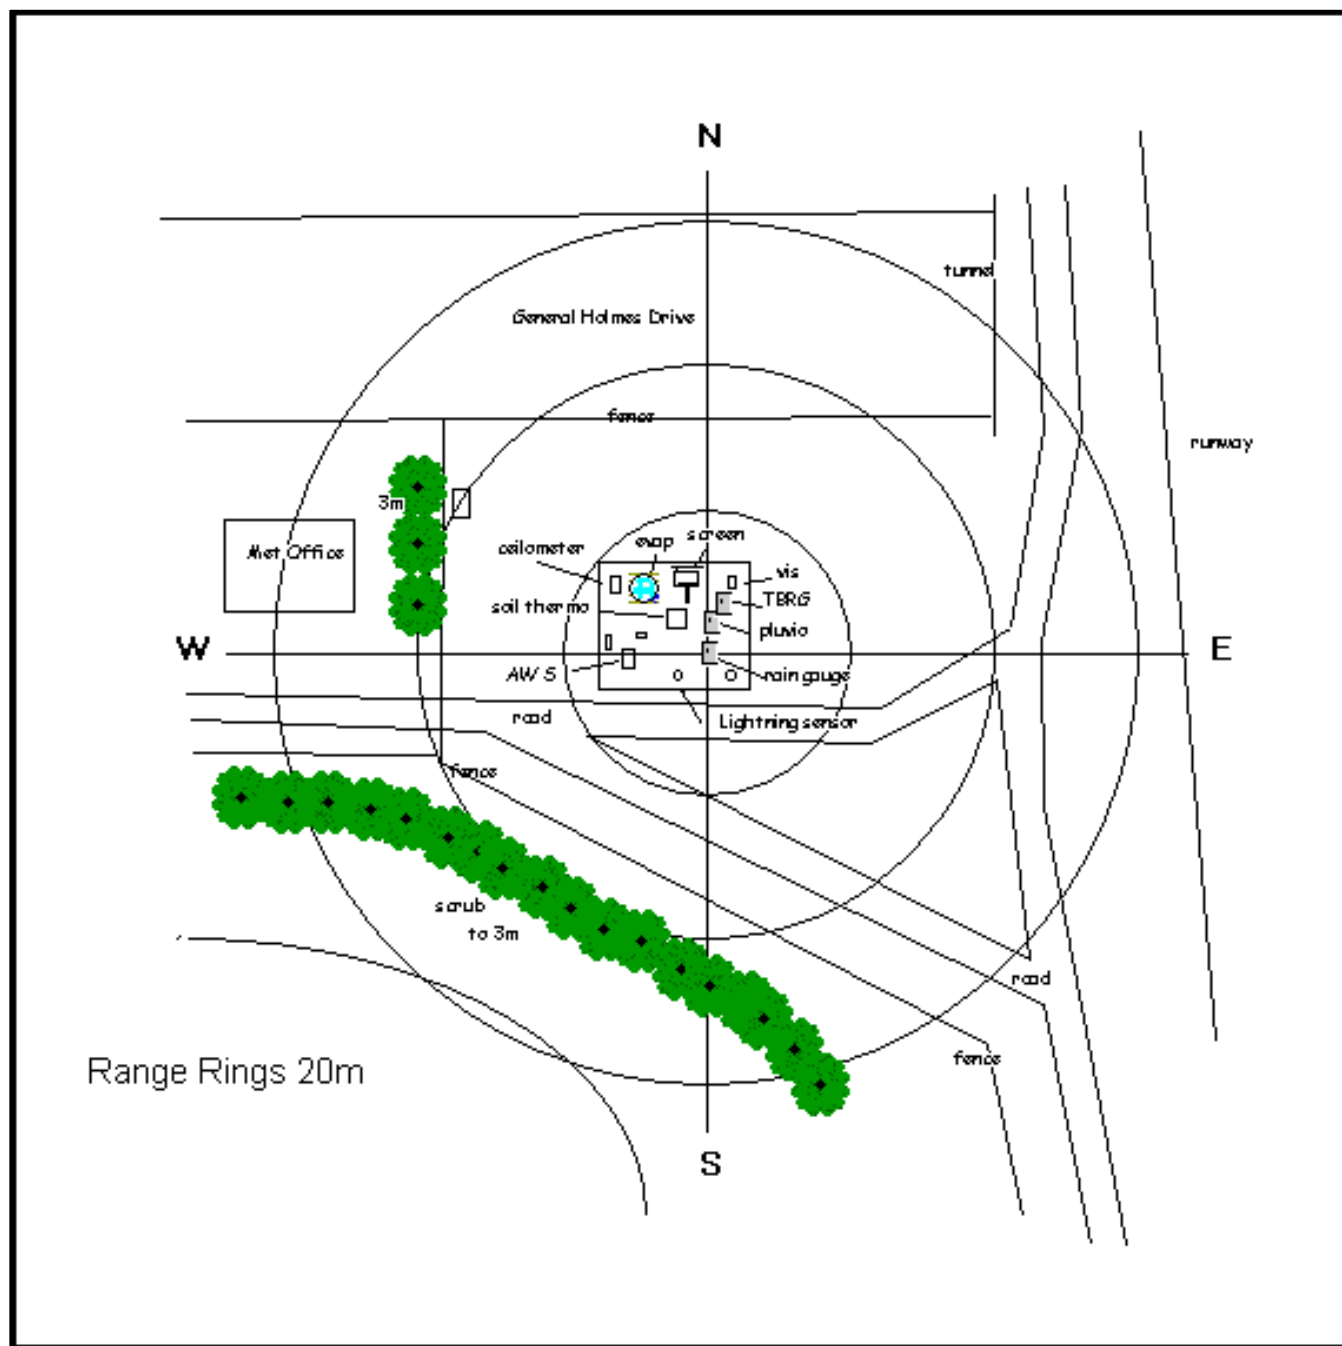 N
tunnel
General Holmes Drive
fence
runway
3m
Met Office
ceilometer
evap
screen
vis
soil thermo
TBRG
pluvio
W
E
AWS
rain gauge
road
Lightning sensor
fence
scrub
to 3m
road
fence
Range Rings 20m
S